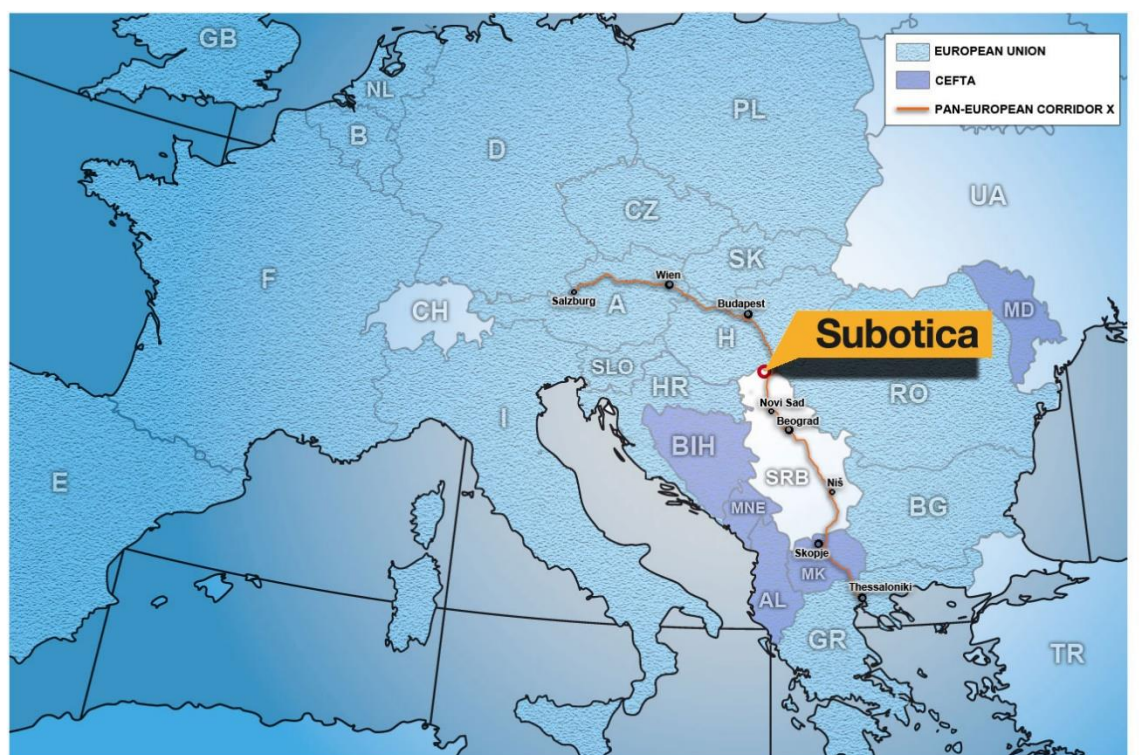 GB
EUROPEAN UNION
CEFTA
PAN-EUROPEAN CORRIDOR X
NL
PL
B
D
UA
CZ
SK
F
Wien
Salzburg
A
Budapest
MD
CH
H
Subotica
SLO
HR
RO
I
Novi Sad
Beograd
BIH
E
SRB
Niš
MNE
BG
Skopje
MK
Thessaloniki
AL
GR
TR